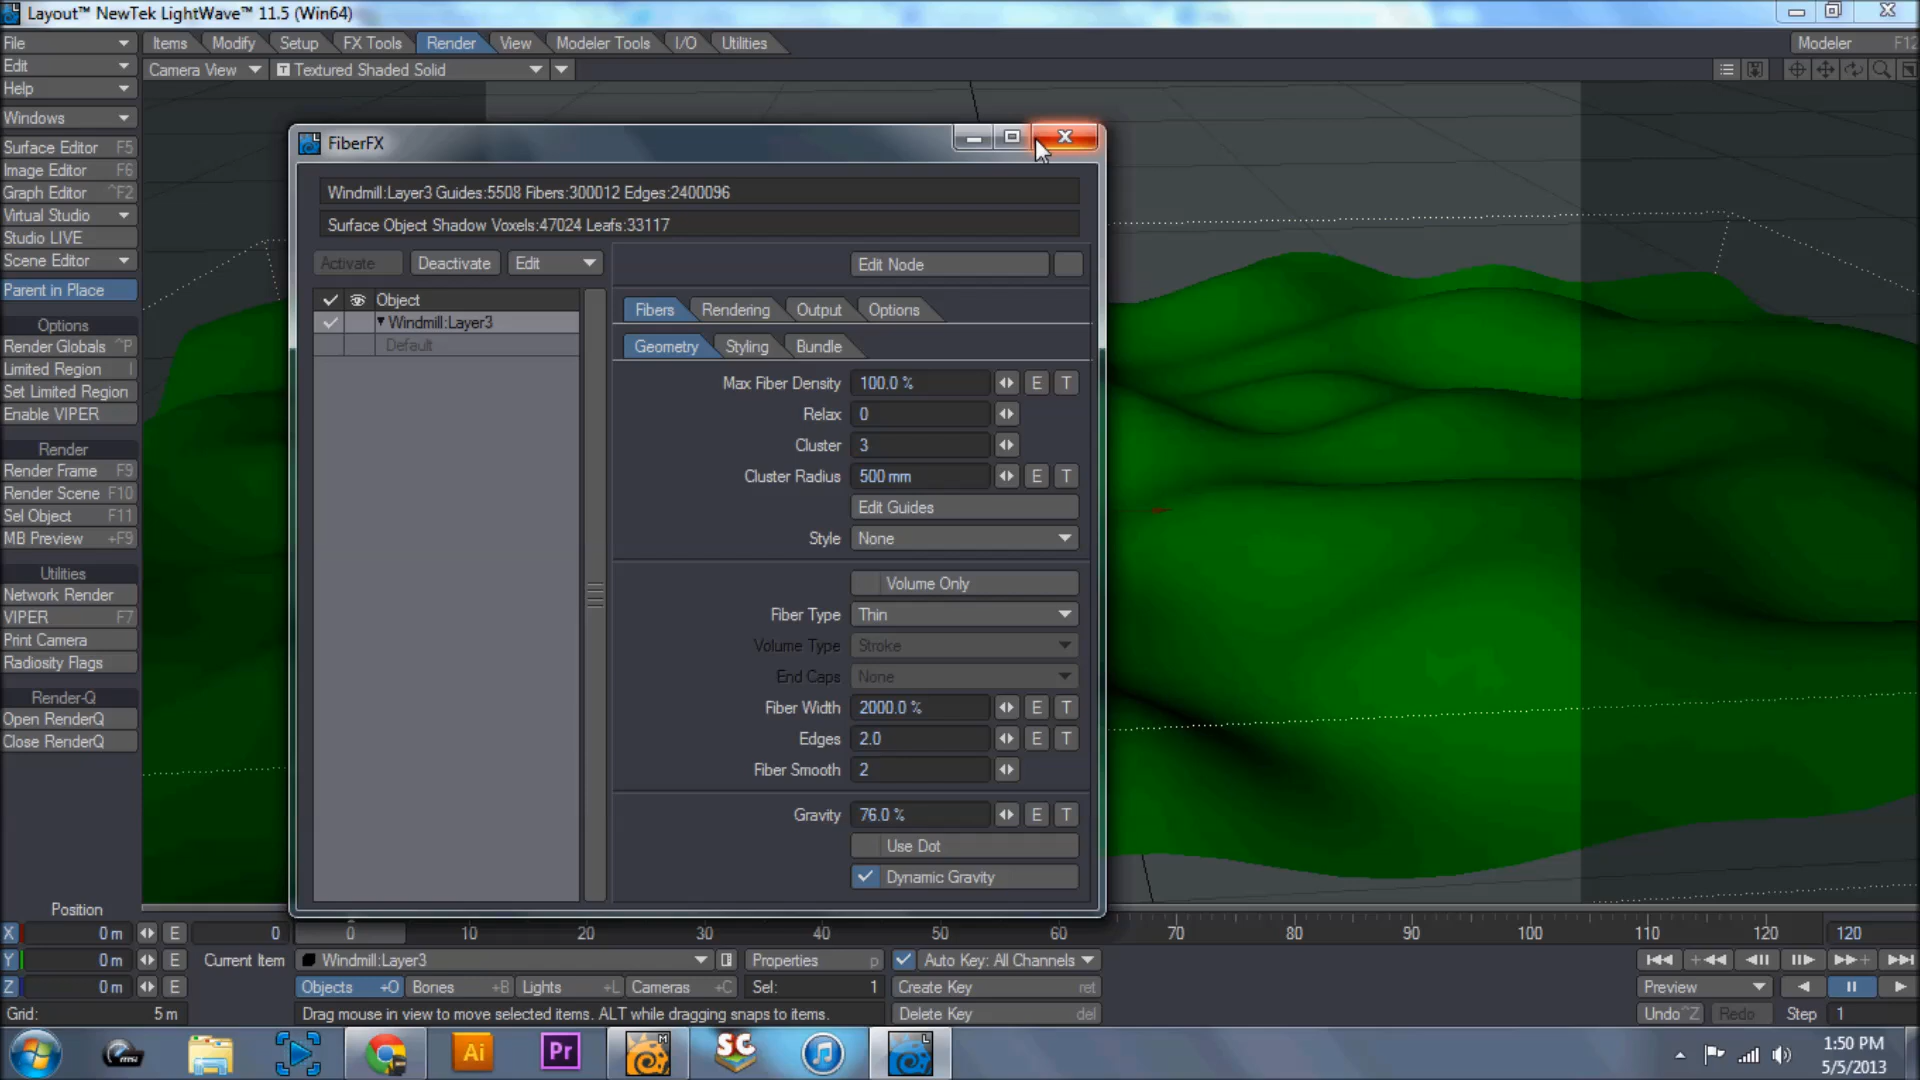 Layout™ NewTek LightWave™ 11.5 (Win64)
File
Items
Modify
Setup
FX Tools
Render
View
Modeler Tools
I/O
Utilities
Modeler F12
Edit
Camera View
T Textured Shaded Solid
Help
Windows
Surface Editor F5
Image Editor F6
Graph Editor ^F2
Virtual Studio
Studio LIVE
Scene Editor
Parent in Place
Options
Render Globals ^P
Limited Region l
Set Limited Region
Enable VIPER
Render
Render Frame F9
Render Scene F10
Sel Object F11
MB Preview +F9
Utilities
Network Render
VIPER F7
Print Camera
Radiosity Flags
Render-Q
Open RenderQ
Close RenderQ
FiberFX
Windmill:Layer3 Guides:5508 Fibers:300012 Edges:2400096
Surface Object Shadow Voxels:47024 Leafs:33117
Activate
Deactivate
Edit
Edit Node
Object
Windmill:Layer3
Default
Fibers
Rendering
Output
Options
Geometry
Styling
Bundle
Max Fiber Density 100.0 % E T
Relax 0
Cluster 3
Cluster Radius 500 mm E T
Edit Guides
Style None
Volume Only
Fiber Type Thin
Volume Type Stroke
End Caps None
Fiber Width 2000.0 % E T
Edges 2.0 E T
Fiber Smooth 2
Gravity 76.0 % E T
Use Dot
Dynamic Gravity
Position
X 0 m E 0
0 10 20 30 40 50 60 70 80 90 100 110 120 120
Y 0 m E Current Item Windmill:Layer3 Properties p Auto Key: All Channels
Z 0 m E Objects +O Bones +B Lights +L Cameras +C Sel: 1 Create Key ret Preview
Grid: 5 m Drag mouse in view to move selected items. ALT while dragging snaps to items. Delete Key del Undo ^Z Redo Step 1
Ai
Pr
M
SC
L
1:50 PM
5/5/2013